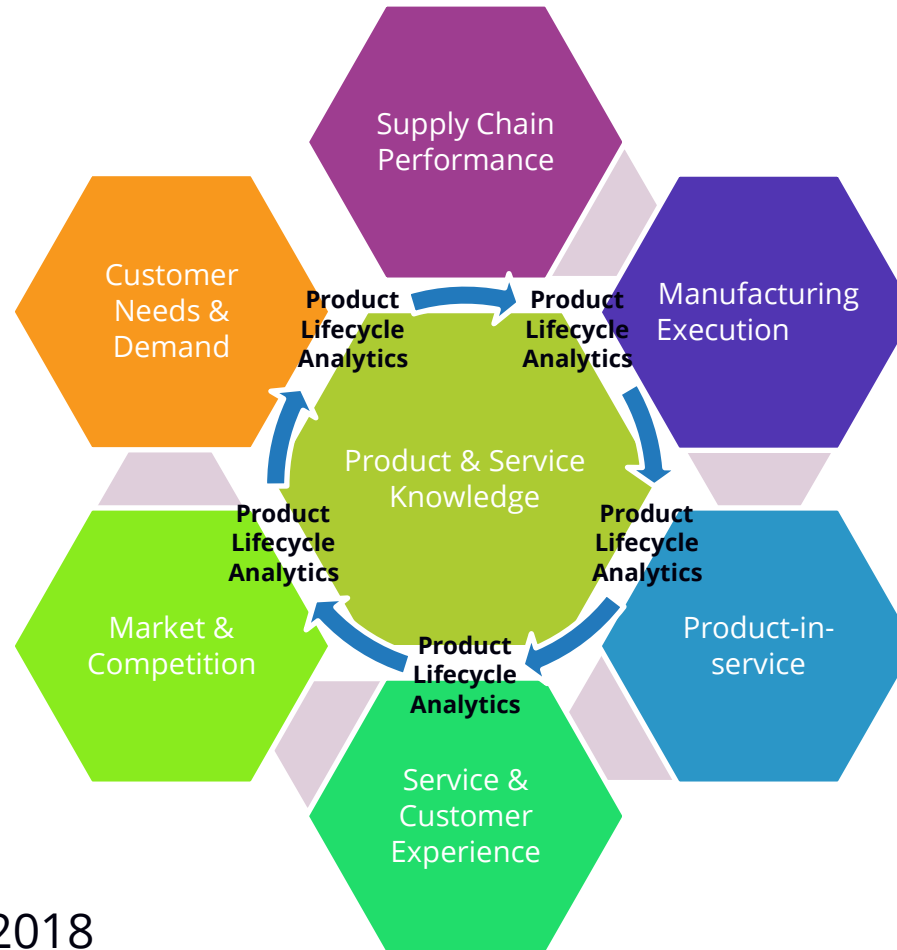 Supply Chain
Performance
Customer
Needs &
Demand
Product
Lifecycle
Analytics
Product
Lifecycle
Analytics
Manufacturing
Execution
Product & Service
Knowledge
Product
Lifecycle
Analytics
Product
Lifecycle
Analytics
Market &
Competition
Product
Lifecycle
Analytics
Product-in-
service
Service &
Customer
Experience
2018